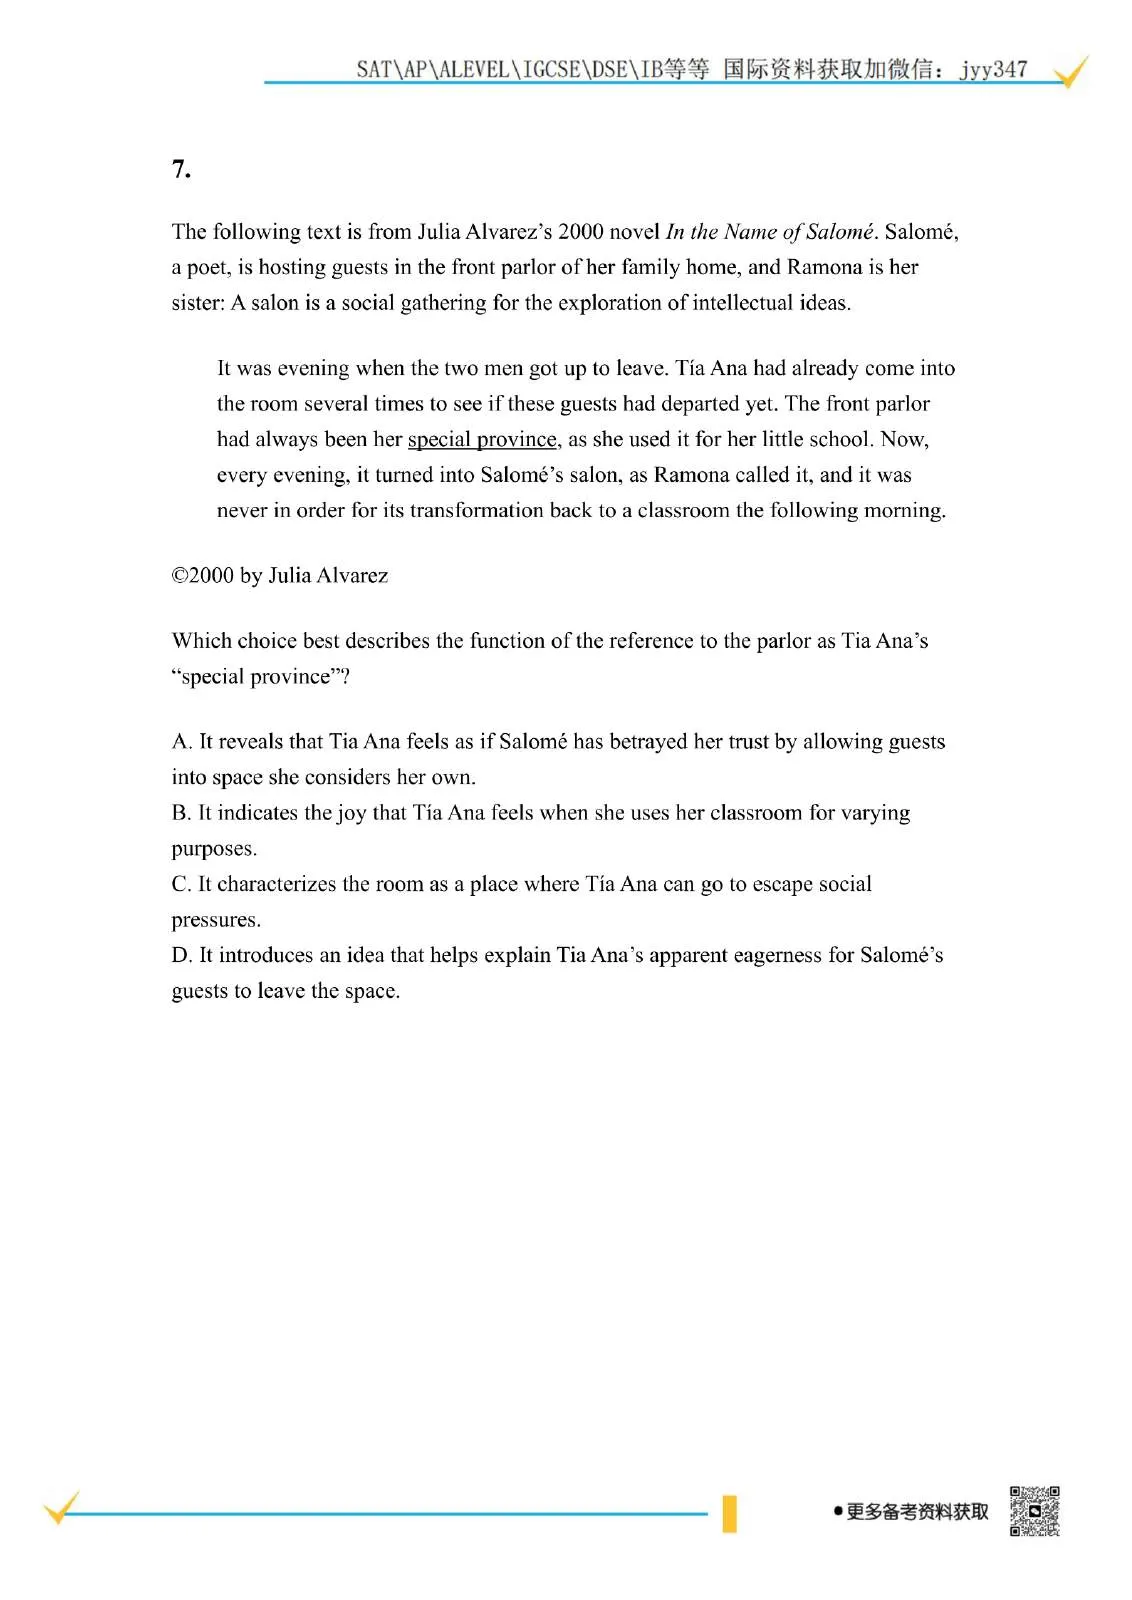 SAT\AP\ALEVEL\IGCSE\DSE\IB等等 国际资料获取加微信：jyy347
7.
The following text is from Julia Alvarez’s 2000 novel In the Name of Salomé. Salomé,
a poet, is hosting guests in the front parlor of her family home, and Ramona is her
sister: A salon is a social gathering for the exploration of intellectual ideas.
It was evening when the two men got up to leave. Tía Ana had already come into
the room several times to see if these guests had departed yet. The front parlor
had always been her special province, as she used it for her little school. Now,
every evening, it turned into Salomé’s salon, as Ramona called it, and it was
never in order for its transformation back to a classroom the following morning.
©2000 by Julia Alvarez
Which choice best describes the function of the reference to the parlor as Tia Ana’s
“special province”?
A. It reveals that Tia Ana feels as if Salomé has betrayed her trust by allowing guests
into space she considers her own.
B. It indicates the joy that Tía Ana feels when she uses her classroom for varying
purposes.
C. It characterizes the room as a place where Tía Ana can go to escape social
pressures.
D. It introduces an idea that helps explain Tia Ana’s apparent eagerness for Salomé’s
guests to leave the space.
•更多备考资料获取